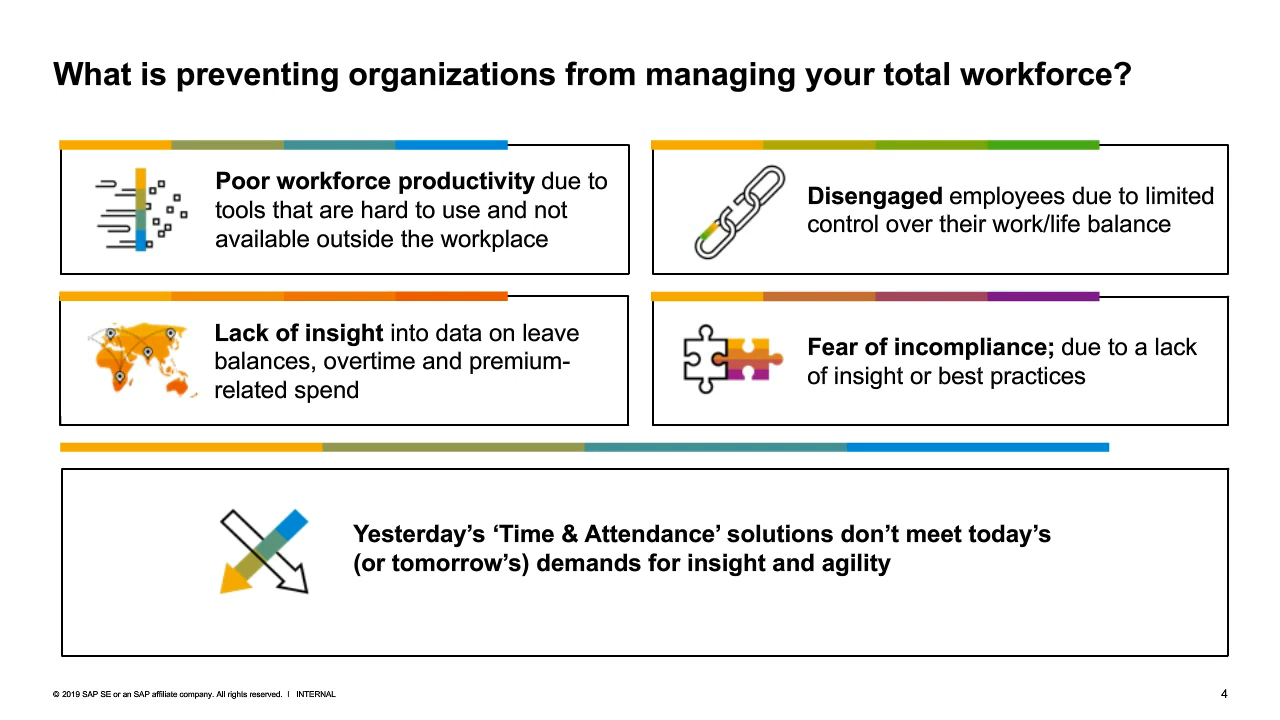 What is preventing organizations from managing your total workforce?
Poor workforce productivity due to
tools that are hard to use and not
available outside the workplace
Disengaged employees due to limited
control over their work/life balance
Lack of insight into data on leave
balances, overtime and premium-
related spend
Fear of incompliance; due to a lack
of insight or best practices
Yesterday’s ‘Time & Attendance’ solutions don’t meet today’s
(or tomorrow’s) demands for insight and agility
© 2019 SAP SE or an SAP affiliate company. All rights reserved. | INTERNAL
4